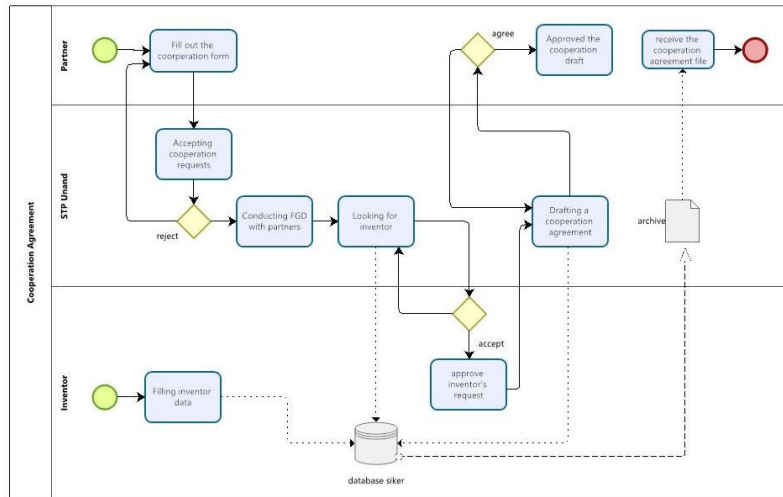 Cooperation Agreement
Partner
Fill out the
coorperation form
agree
Approved the
cooperation
draft
receive the
cooperation
agreement file
STP Unand
Accepting
cooperation
requests
reject
Conducting FGD
with partners
Looking for
inventor
Drafting a
cooperation
agreement
archive
Inventor
Filling inventor
data
accept
approve
inventor's
request
database siker